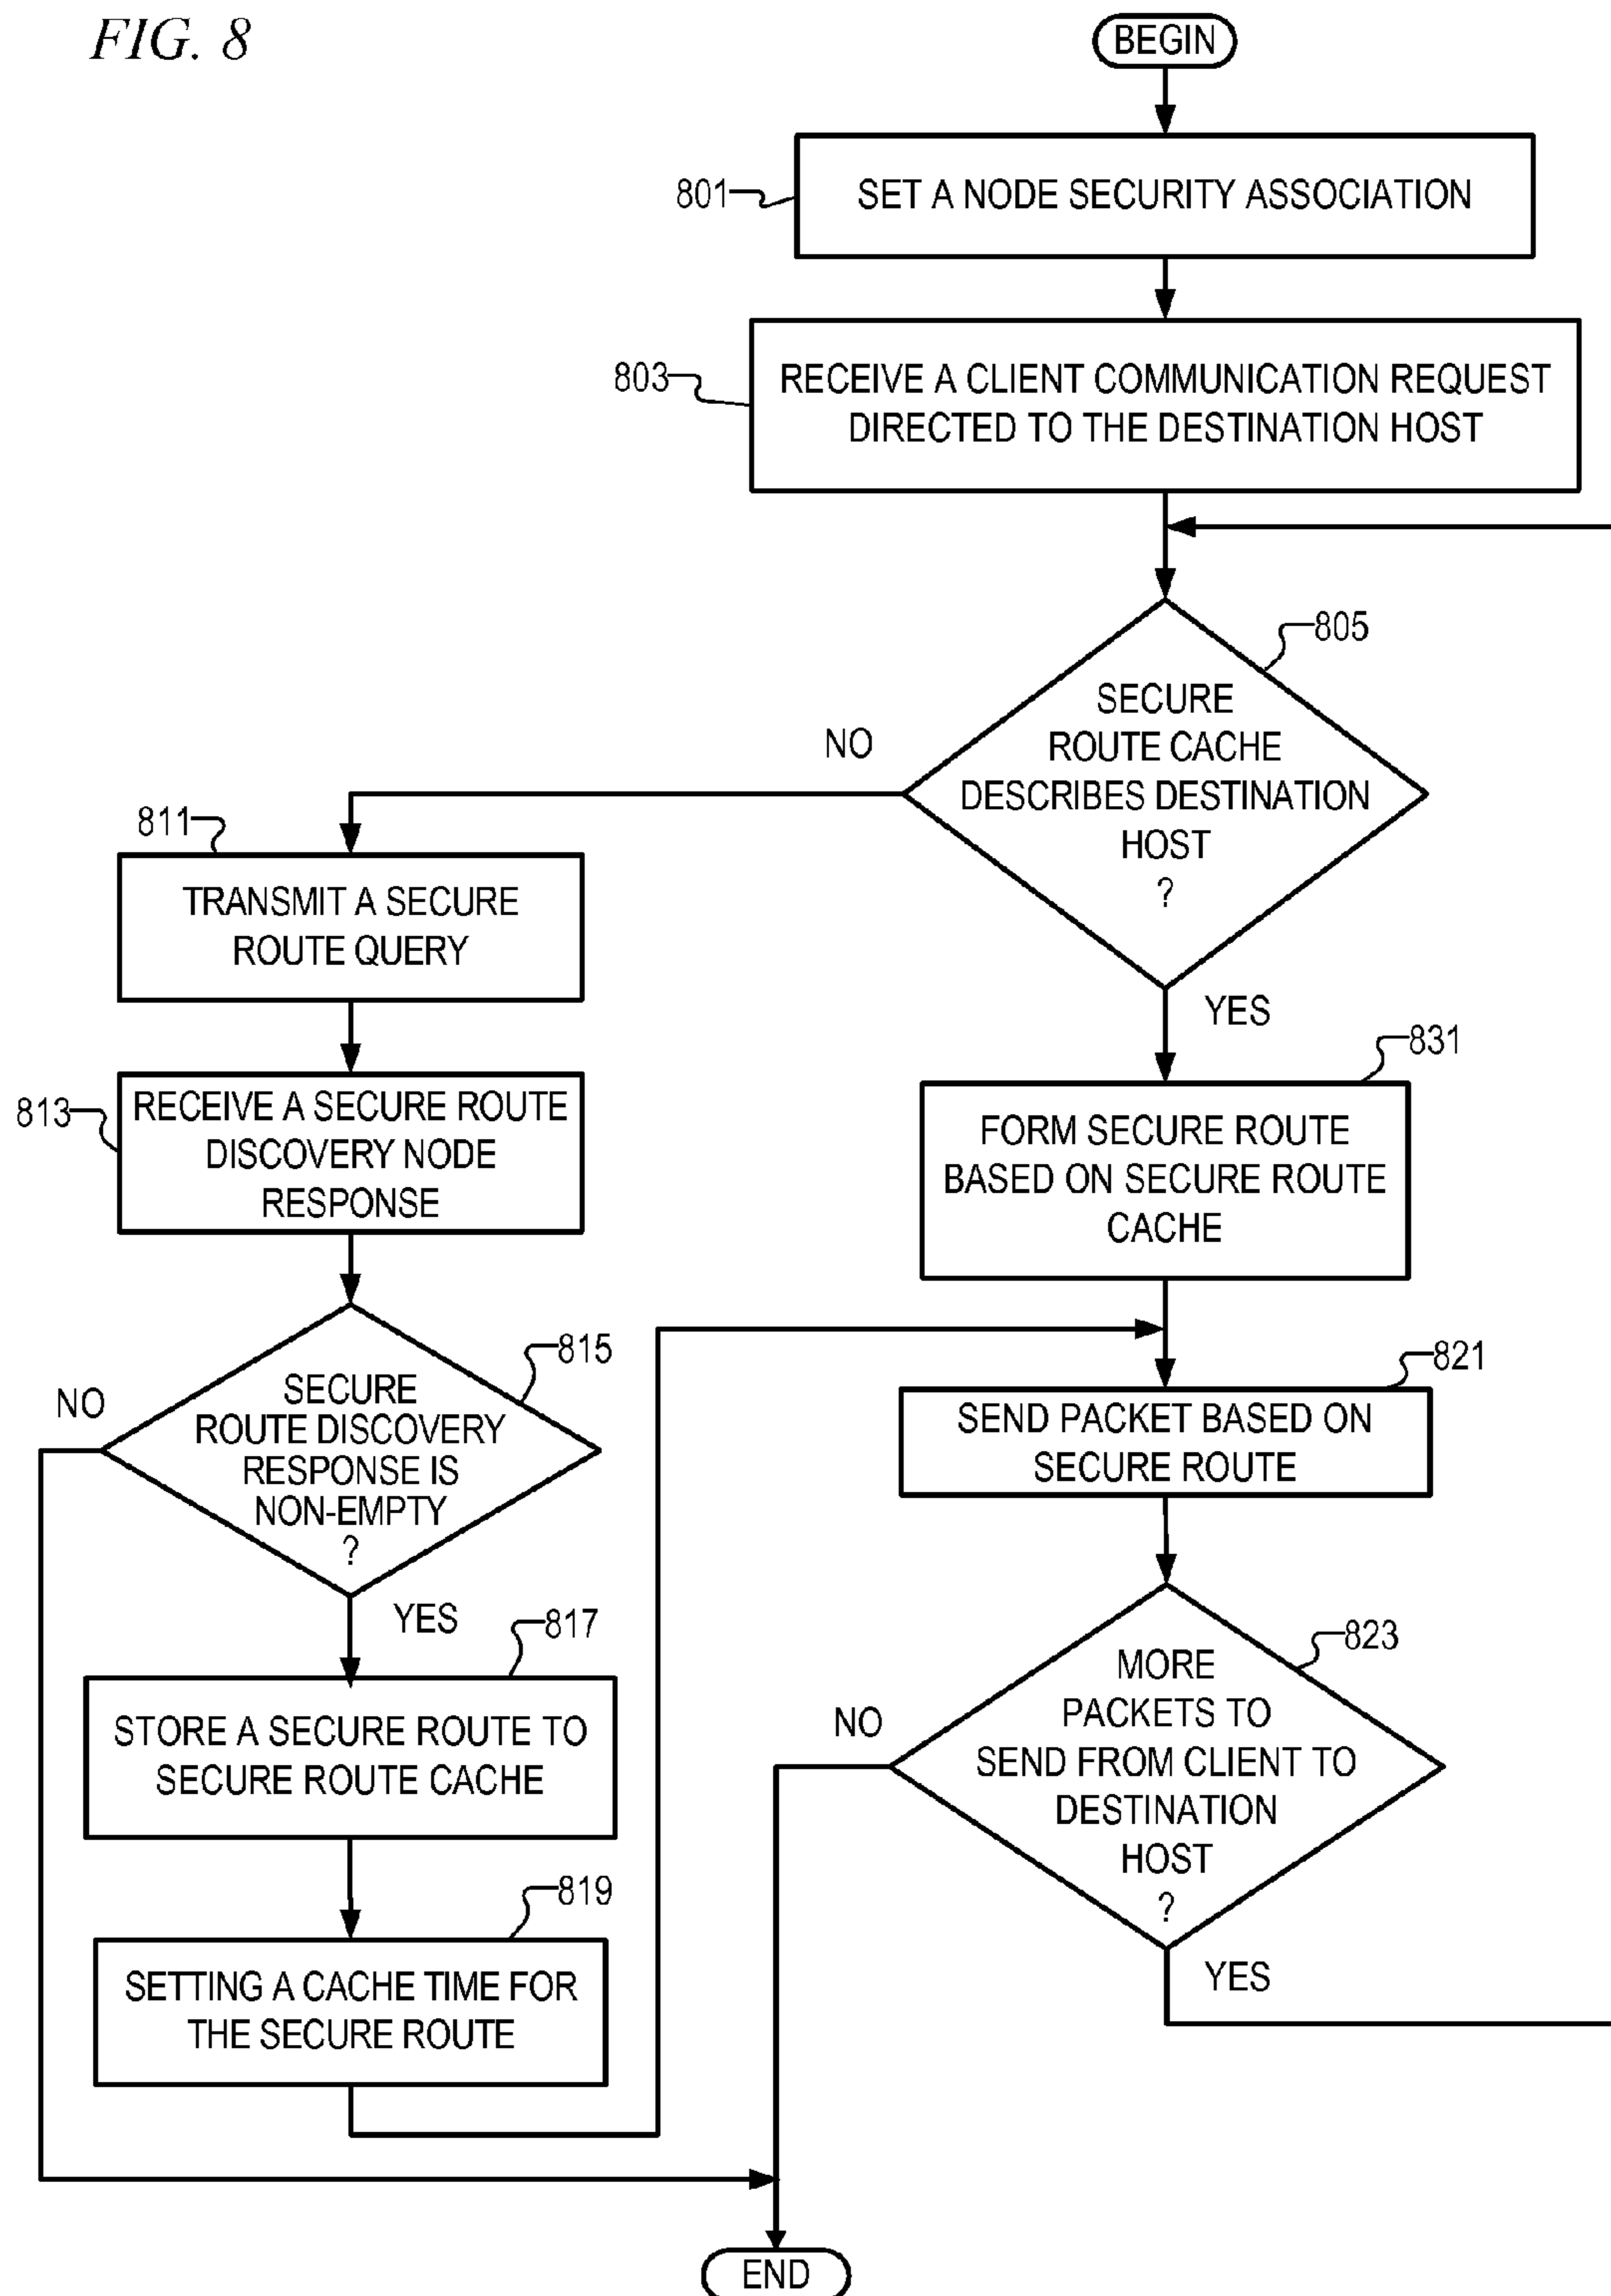 FIG. 8
BEGIN
801
SET A NODE SECURITY ASSOCIATION
803
RECEIVE A CLIENT COMMUNICATION REQUEST
DIRECTED TO THE DESTINATION HOST
805
SECURE
ROUTE CACHE
DESCRIBES DESTINATION
HOST
?
NO
YES
811
TRANSMIT A SECURE
ROUTE QUERY
813
RECEIVE A SECURE ROUTE
DISCOVERY NODE
RESPONSE
815
SECURE
ROUTE DISCOVERY
RESPONSE IS
NON-EMPTY
?
NO
YES
817
STORE A SECURE ROUTE TO
SECURE ROUTE CACHE
819
SETTING A CACHE TIME FOR
THE SECURE ROUTE
831
FORM SECURE ROUTE
BASED ON SECURE ROUTE
CACHE
821
SEND PACKET BASED ON
SECURE ROUTE
823
MORE
PACKETS TO
SEND FROM CLIENT TO
DESTINATION
HOST
?
NO
YES
END